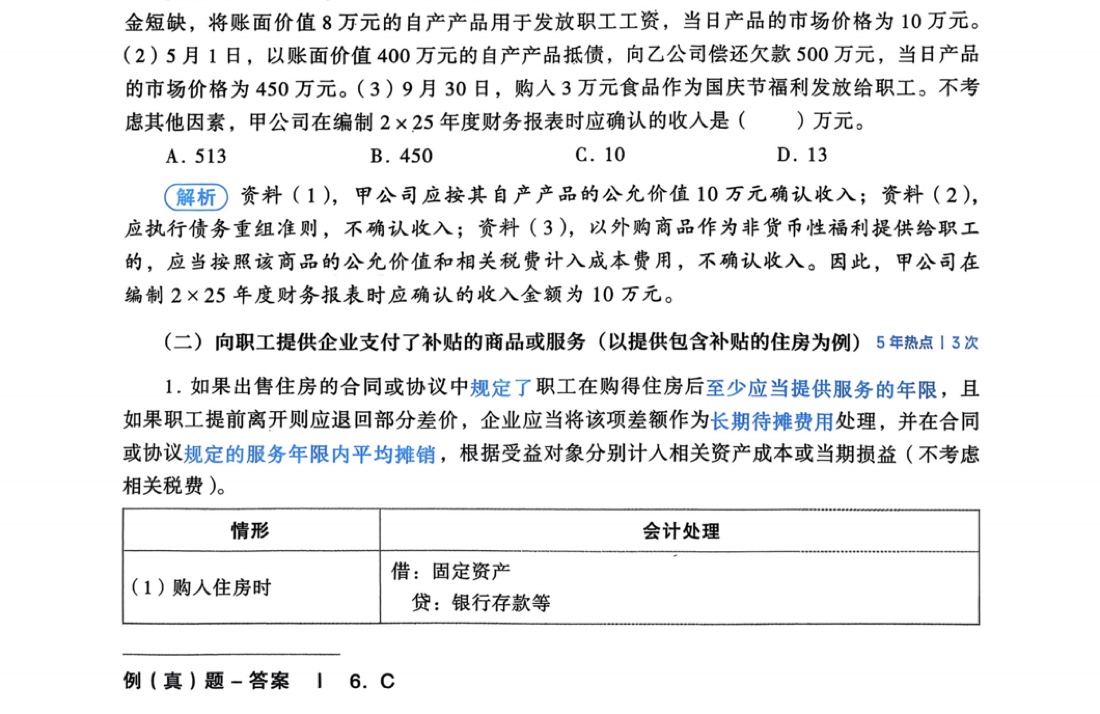 金短缺，将账面价值 8 万元的自产产品用于发放职工工资，当日产品的市场价格为 10 万元。
（2）5 月 1 日，以账面价值 400 万元的自产产品抵债，向乙公司偿还欠款 500 万元，当日产品
的市场价格为 450 万元。（3）9 月 30 日，购入 3 万元食品作为国庆节福利发放给职工。不考
虑其他因素，甲公司在编制 2×25 年度财务报表时应确认的收入是（　　）万元。
A. 513　B. 450　C. 10　D. 13
解析 资料（1），甲公司应按其自产产品的公允价值 10 万元确认收入；资料（2），
应执行债务重组准则，不确认收入；资料（3），以外购商品作为非货币性福利提供给职工
的，应当按照该商品的公允价值和相关税费计入成本费用，不确认收入。因此，甲公司在
编制 2×25 年度财务报表时应确认的收入金额为 10 万元。
（二）向职工提供企业支付了补贴的商品或服务（以提供包含补贴的住房为例） 5 年热点 | 3 次
1. 如果出售住房的合同或协议中规定了职工在购得住房后至少应当提供服务的年限，且
如果职工提前离开则应退回部分差价，企业应当将该项差额作为长期待摊费用处理，并在合同
或协议规定的服务年限内平均摊销，根据受益对象分别计入相关资产成本或当期损益（不考虑
相关税费）。
情形　会计处理
（1）购入住房时
借：固定资产
贷：银行存款等
例（真）题－答案 | 6. C